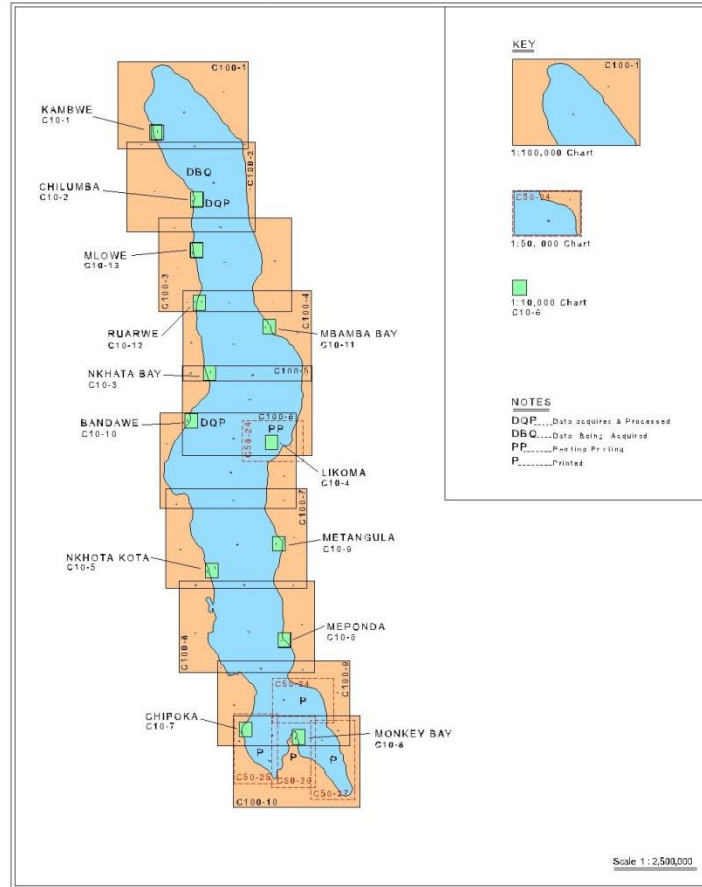 C100-1
KAMBWE
C10-1
C100-2
DBQ
CHILUMBA
C10-2
DQP
MLOWE
C10-13
C100-3
C100-4
RUARWE
C10-12
MBAMBA BAY
C10-11
NKHATA BAY
C10-3
C100-5
BANDAWE
C10-10
DQP
C100-6
PP
C50-24
LIKOMA
C10-4
C100-7
METANGULA
C10-9
NKHOTA KOTA
C10-5
C100-8
MEPONDA
C10-6
C100-9
C50-24
P
CHIPOKA
C10-7
MONKEY BAY
C10-8
P
P
P
C50-25
C50-26
C50-27
C100-10
KEY
C100-1
1:100,000 Chart
C50-24
1:50,000 Chart
1:10,000 Chart
C10-6
NOTES
DQP Data acquired & Processed
DBQ Data Being Acquired
PP Pending Printing
P Printed
Scale 1 : 2,500,000